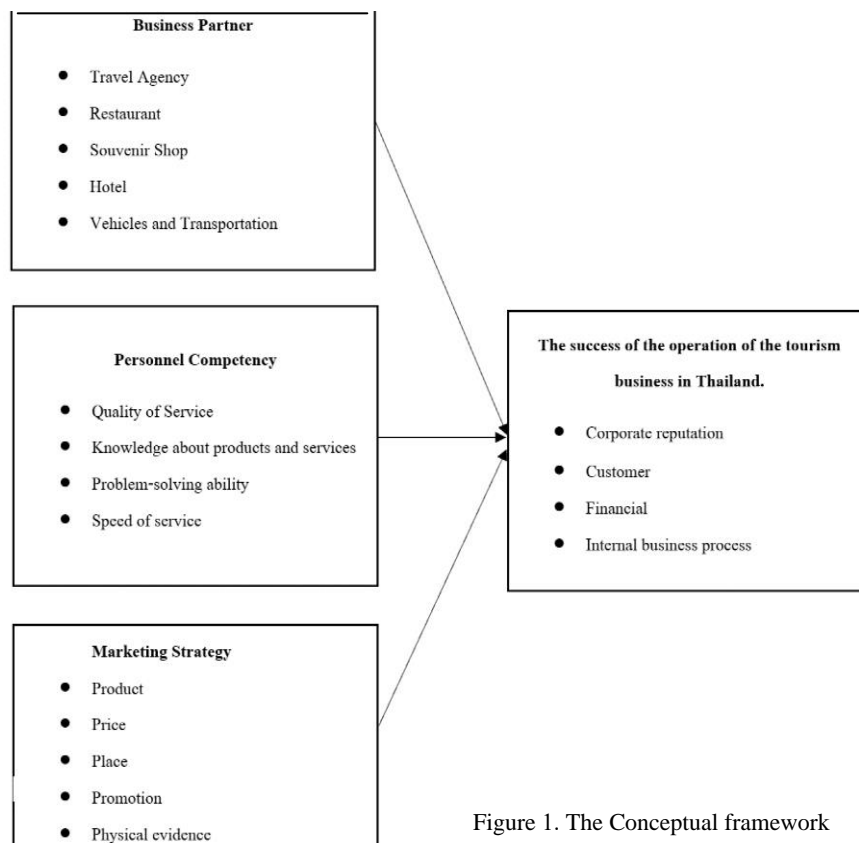 Business Partner
● Travel Agency
● Restaurant
● Souvenir Shop
● Hotel
● Vehicles and Transportation
Personnel Competency
● Quality of Service
● Knowledge about products and services
● Problem-solving ability
● Speed of service
Marketing Strategy
● Product
● Price
● Place
● Promotion
● Physical evidence
The success of the operation of the tourism
business in Thailand.
● Corporate reputation
● Customer
● Financial
● Internal business process
Figure 1. The Conceptual framework